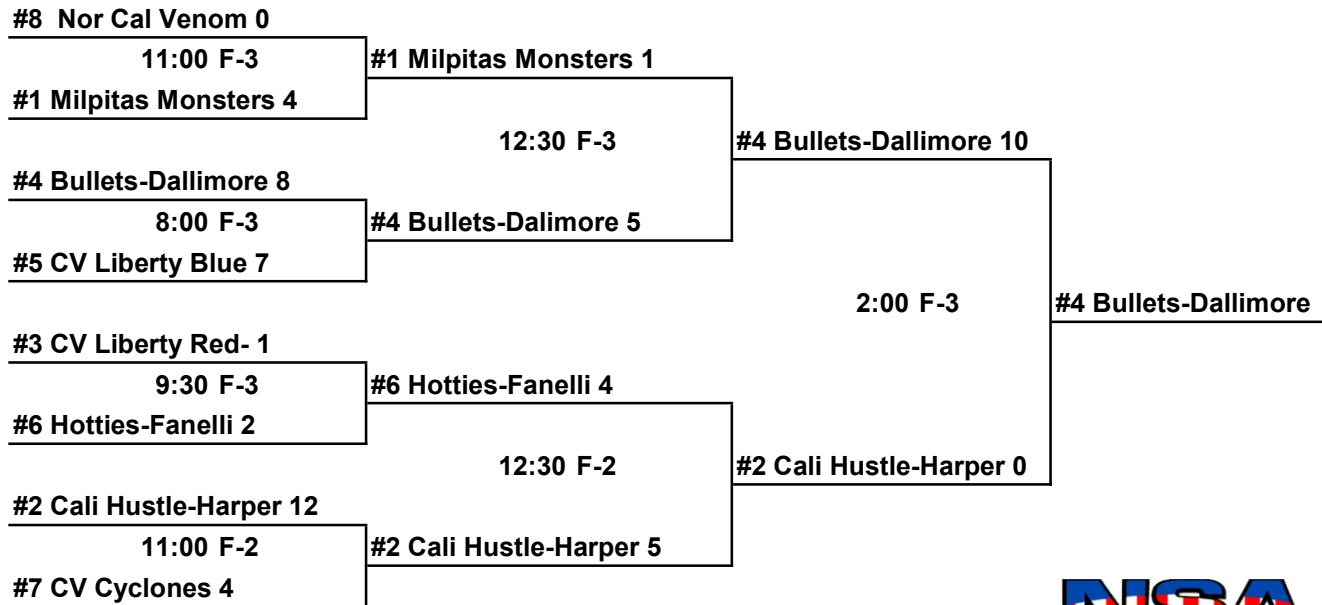 #8 Nor Cal Venom 0
11:00 F-3
#1 Milpitas Monsters 1
#1 Milpitas Monsters 4
12:30 F-3
#4 Bullets-Dallimore 10
#4 Bullets-Dallimore 8
8:00 F-3
#4 Bullets-Dalimore 5
#5 CV Liberty Blue 7
2:00 F-3
#4 Bullets-Dallimore
#3 CV Liberty Red- 1
9:30 F-3
#6 Hotties-Fanelli 4
#6 Hotties-Fanelli 2
12:30 F-2
#2 Cali Hustle-Harper 0
#2 Cali Hustle-Harper 12
11:00 F-2
#2 Cali Hustle-Harper 5
#7 CV Cyclones 4
NSA